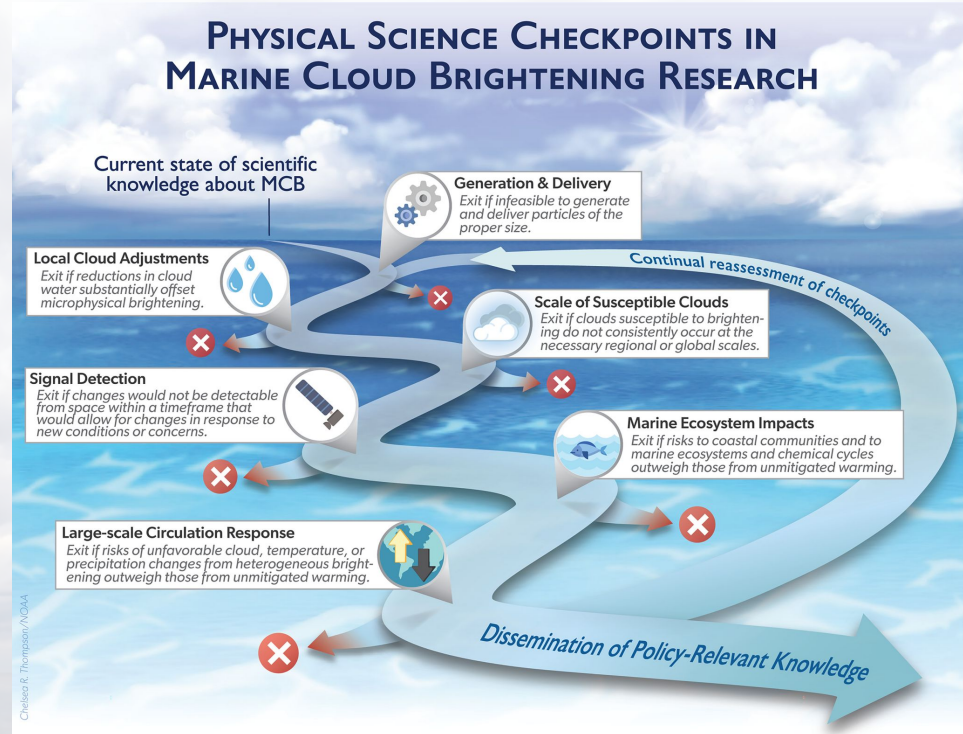 Physical Science Checkpoints in
Marine Cloud Brightening Research
Current state of scientific
knowledge about MCB
Generation & Delivery
Exit if infeasible to generate
and deliver particles of the
proper size.
Local Cloud Adjustments
Exit if reductions in cloud
water substantially offset
microphysical brightening.
Continual reassessment of checkpoints
Scale of Susceptible Clouds
Exit if clouds susceptible to brighten-
ing do not consistently occur at the
necessary regional or global scales.
Signal Detection
Exit if changes would not be detectable
from space within a timeframe that
would allow for changes in response to
new conditions or concerns.
Marine Ecosystem Impacts
Exit if risks to coastal communities and to
marine ecosystems and chemical cycles
outweigh those from unmitigated warming.
Large-scale Circulation Response
Exit if risks of unfavorable cloud, temperature, or
precipitation changes from heterogeneous bright-
ening outweigh those from unmitigated warming.
Dissemination of Policy-Relevant Knowledge
Chelsea R. Thompson/NOAA